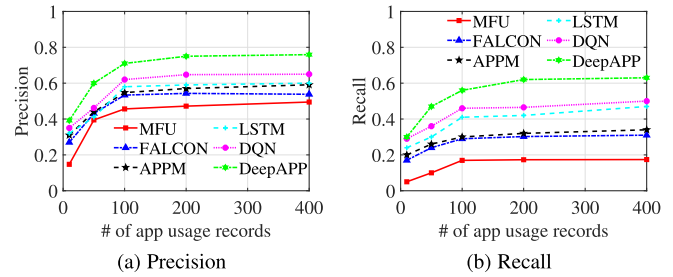 1
0.8
0.6
0.4
0.2
0
Precision
MFU
FALCON
APPM
LSTM
DQN
DeepAPP
0 100 200 300 400
# of app usage records
(a) Precision
1
0.8
0.6
0.4
0.2
0
Recall
MFU
FALCON
APPM
LSTM
DQN
DeepAPP
0 100 200 300 400
# of app usage records
(b) Recall